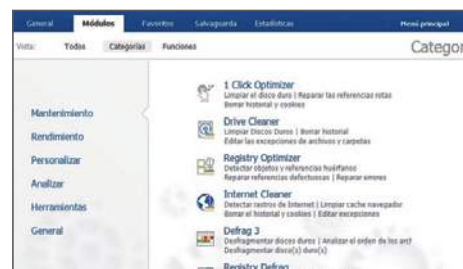 General Módulos Favoritos Salvaguarda Estadísticas Menú principal
Vista: Todos Categorías Funciones
Categor
Mantenimiento
Rendimiento
Personalizar
Analizar
Herramientas
General
1 Click Optimizer
Limpiar el disco duro | Reparar las referencias rotas
Borrar historial y cookies
Drive Cleaner
Limpiar Discos Duros | Borrar historial
Editar las excepciones de archivos y carpetas
Registry Optimizer
Detectar objetos y referencias huérfanos
Reparar referencias defectuosas | Reparar errores
Internet Cleaner
Detectar rastros de Internet | Limpiar cache navegador
Borrar el historial y cookies | Editar excepciones
Defrag 3
Desfragmentar discos duros | Analizar el orden de los
Desfragmentar disco(s) duro(s)
Registry Defrag